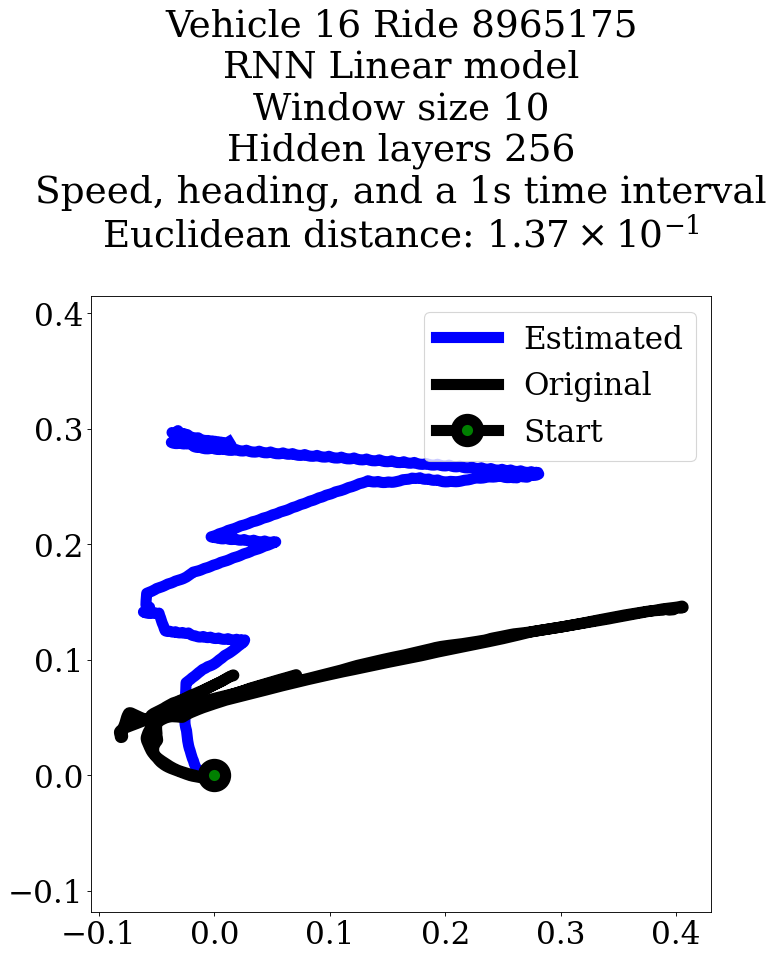 Vehicle 16 Ride 8965175
RNN Linear model
Window size 10
Hidden layers 256
Speed, heading, and a 1s time interval
Euclidean distance: 1.37 × 10⁻¹
Estimated
Original
Start
0.4
0.3
0.2
0.1
0.0
−0.1
−0.1 0.0 0.1 0.2 0.3 0.4